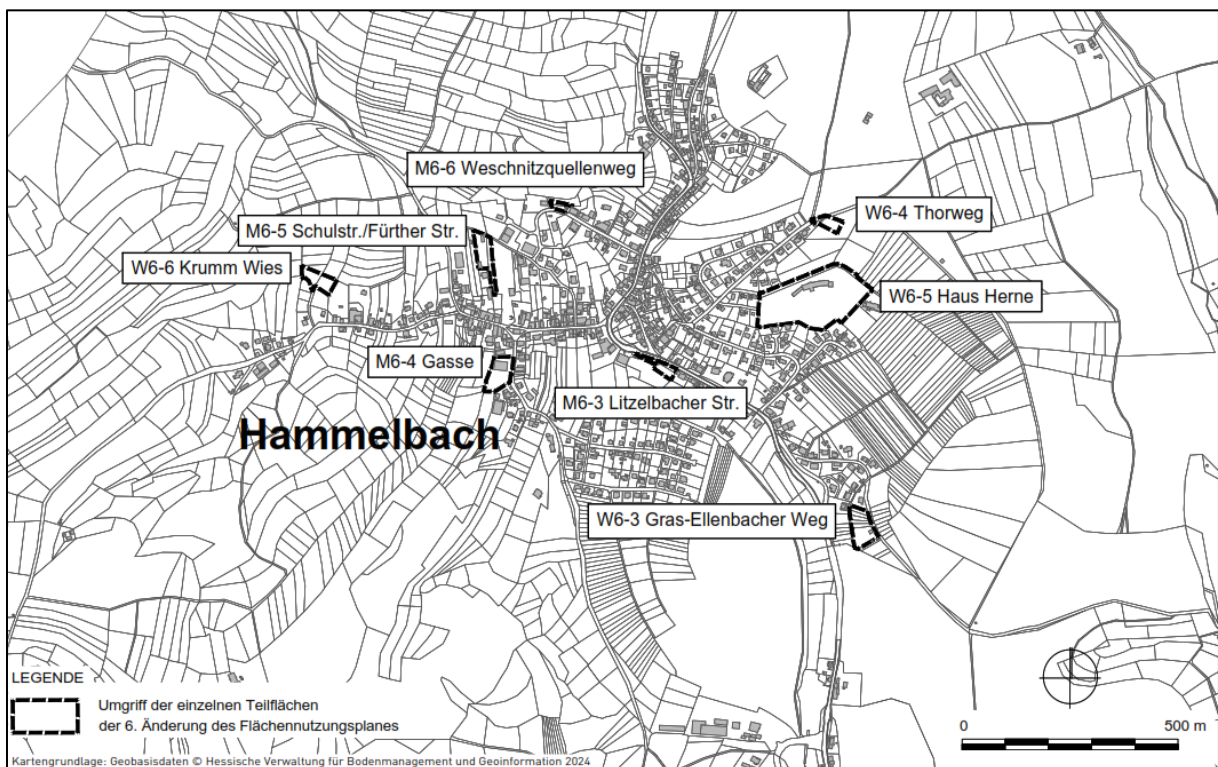 M6-6 Weschnitzquellenweg
W6-4 Thorweg
M6-5 Schulstr./Fürther Str.
W6-6 Krumm Wies
W6-5 Haus Herne
M6-4 Gasse
M6-3 Litzelbacher Str.
Hammelbach
W6-3 Gras-Ellenbacher Weg
LEGENDE
Umgriff der einzelnen Teilflächen
der 6. Änderung des Flächennutzungsplanes
0 500 m
Kartengrundlage: Geobasisdaten © Hessische Verwaltung für Bodenmanagement und Geoinformation 2024